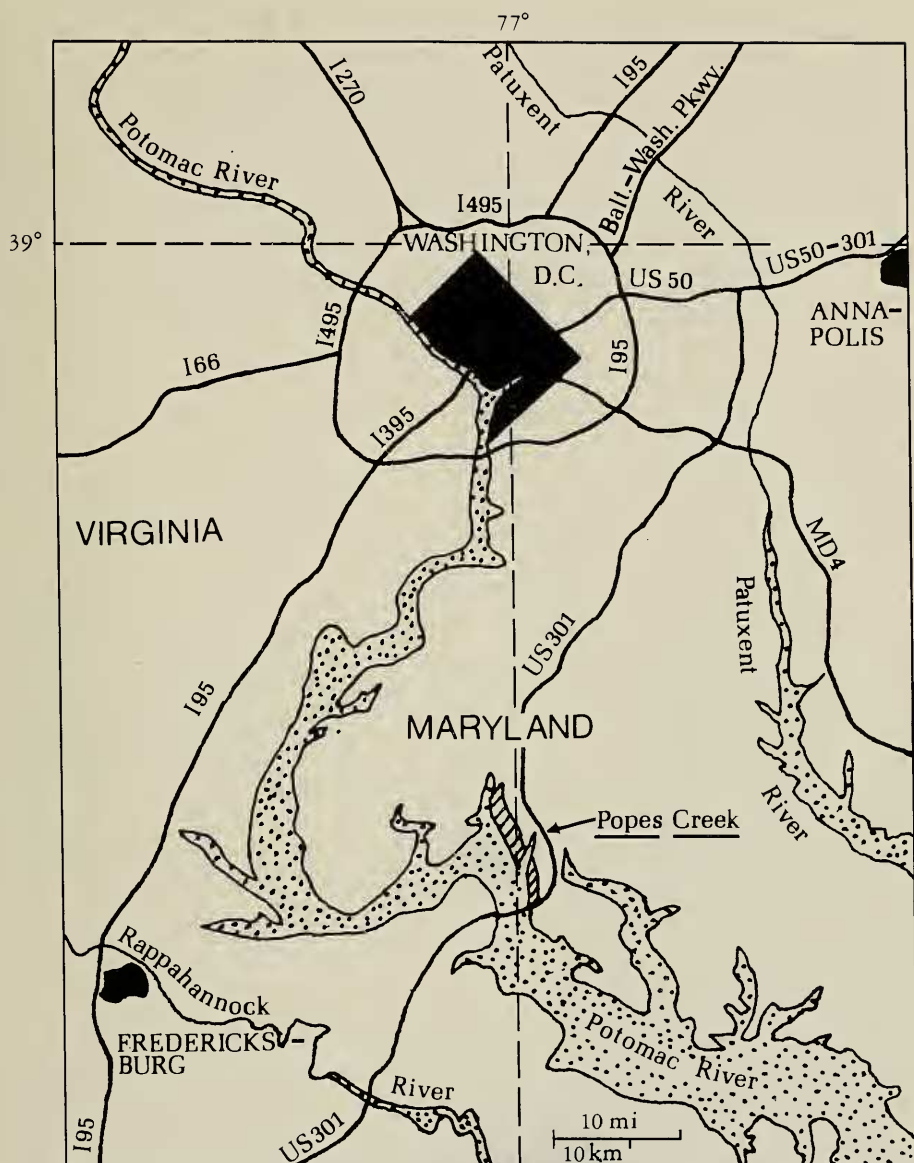 77°
I270
Patuxent
I95
Balt.-Wash. Pkwy.
Potomac River
River
I495
39°
WASHINGTON,
D.C.
US50-301
US 50
ANNA-
POLIS
I495
I95
I66
I395
VIRGINIA
MD4
Patuxent
US301
I95
MARYLAND
River
Popes Creek
Rappahannock
FREDERICKS-
BURG
Potomac River
River
I95
US301
10 mi
10 km